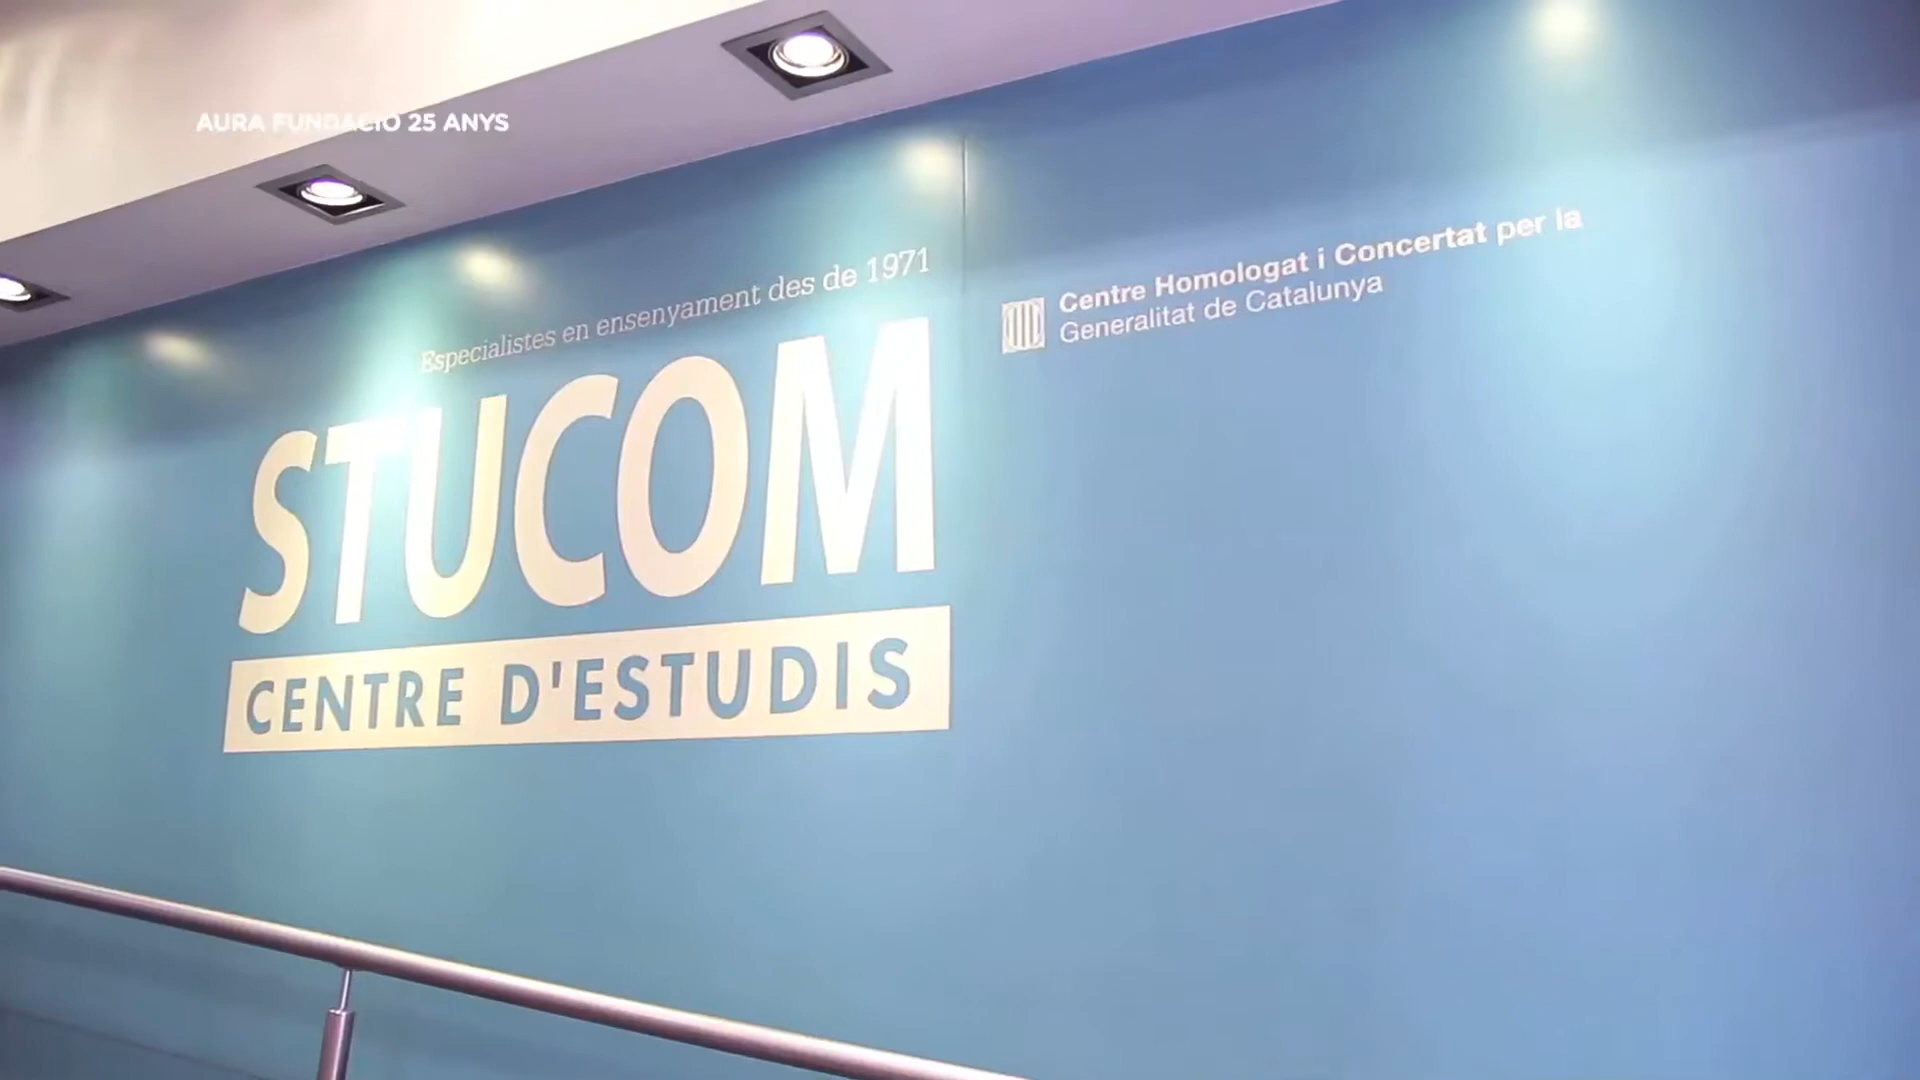 AURA FUNDACIÓ 25 ANYS
Especialistes en ensenyament des de 1971
STUCOM
CENTRE D'ESTUDIS
Centre Homologat i Concertat per la
Generalitat de Catalunya